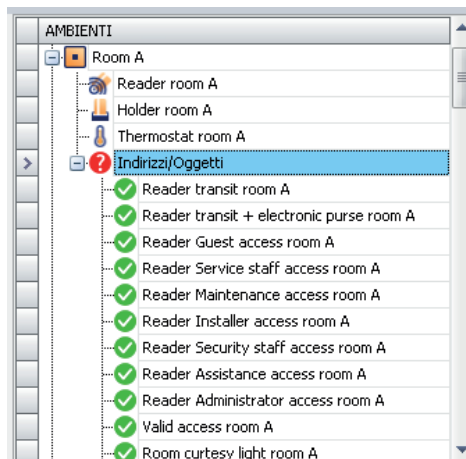 AMBIENTI
Room A
Reader room A
Holder room A
Thermostat room A
Indirizzi/Oggetti
Reader transit room A
Reader transit + electronic purse room A
Reader Guest access room A
Reader Service staff access room A
Reader Maintenance access room A
Reader Installer access room A
Reader Security staff access room A
Reader Assistance access room A
Reader Administrator access room A
Valid access room A
Room curtesy light room A